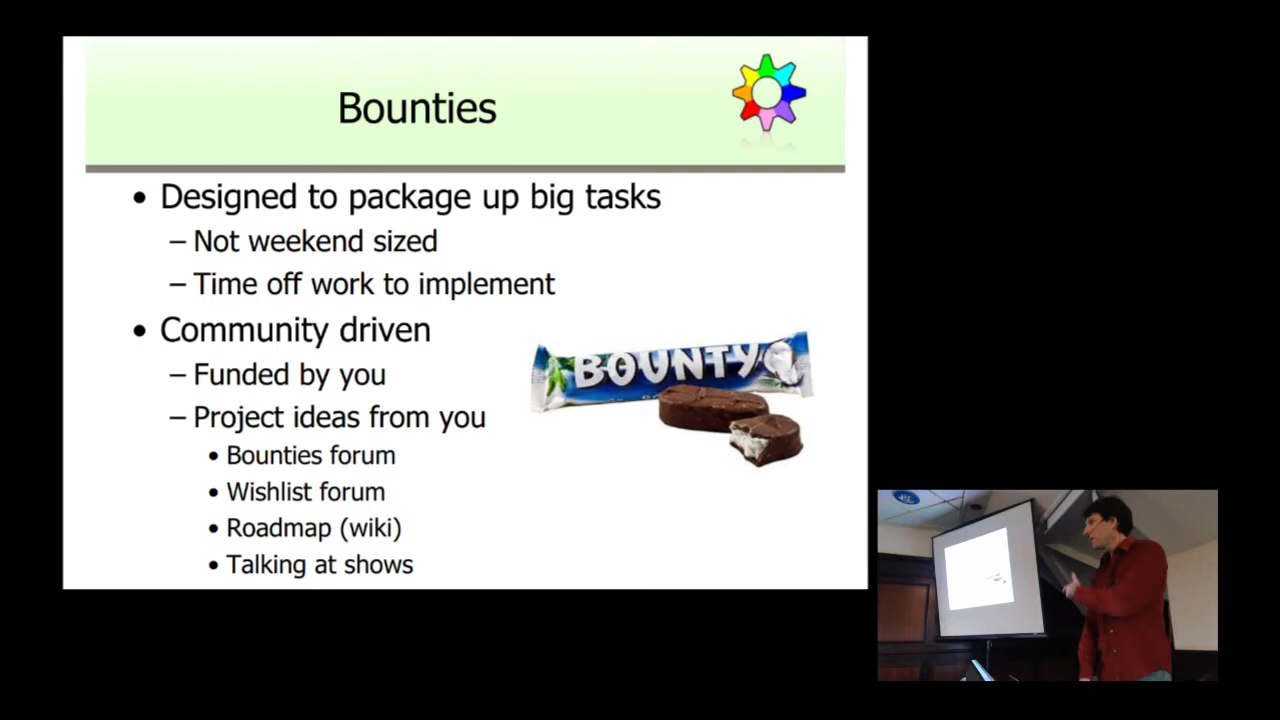 Bounties
• Designed to package up big tasks
– Not weekend sized
– Time off work to implement
• Community driven
– Funded by you
– Project ideas from you
• Bounties forum
• Wishlist forum
• Roadmap (wiki)
• Talking at shows
BOUNTY